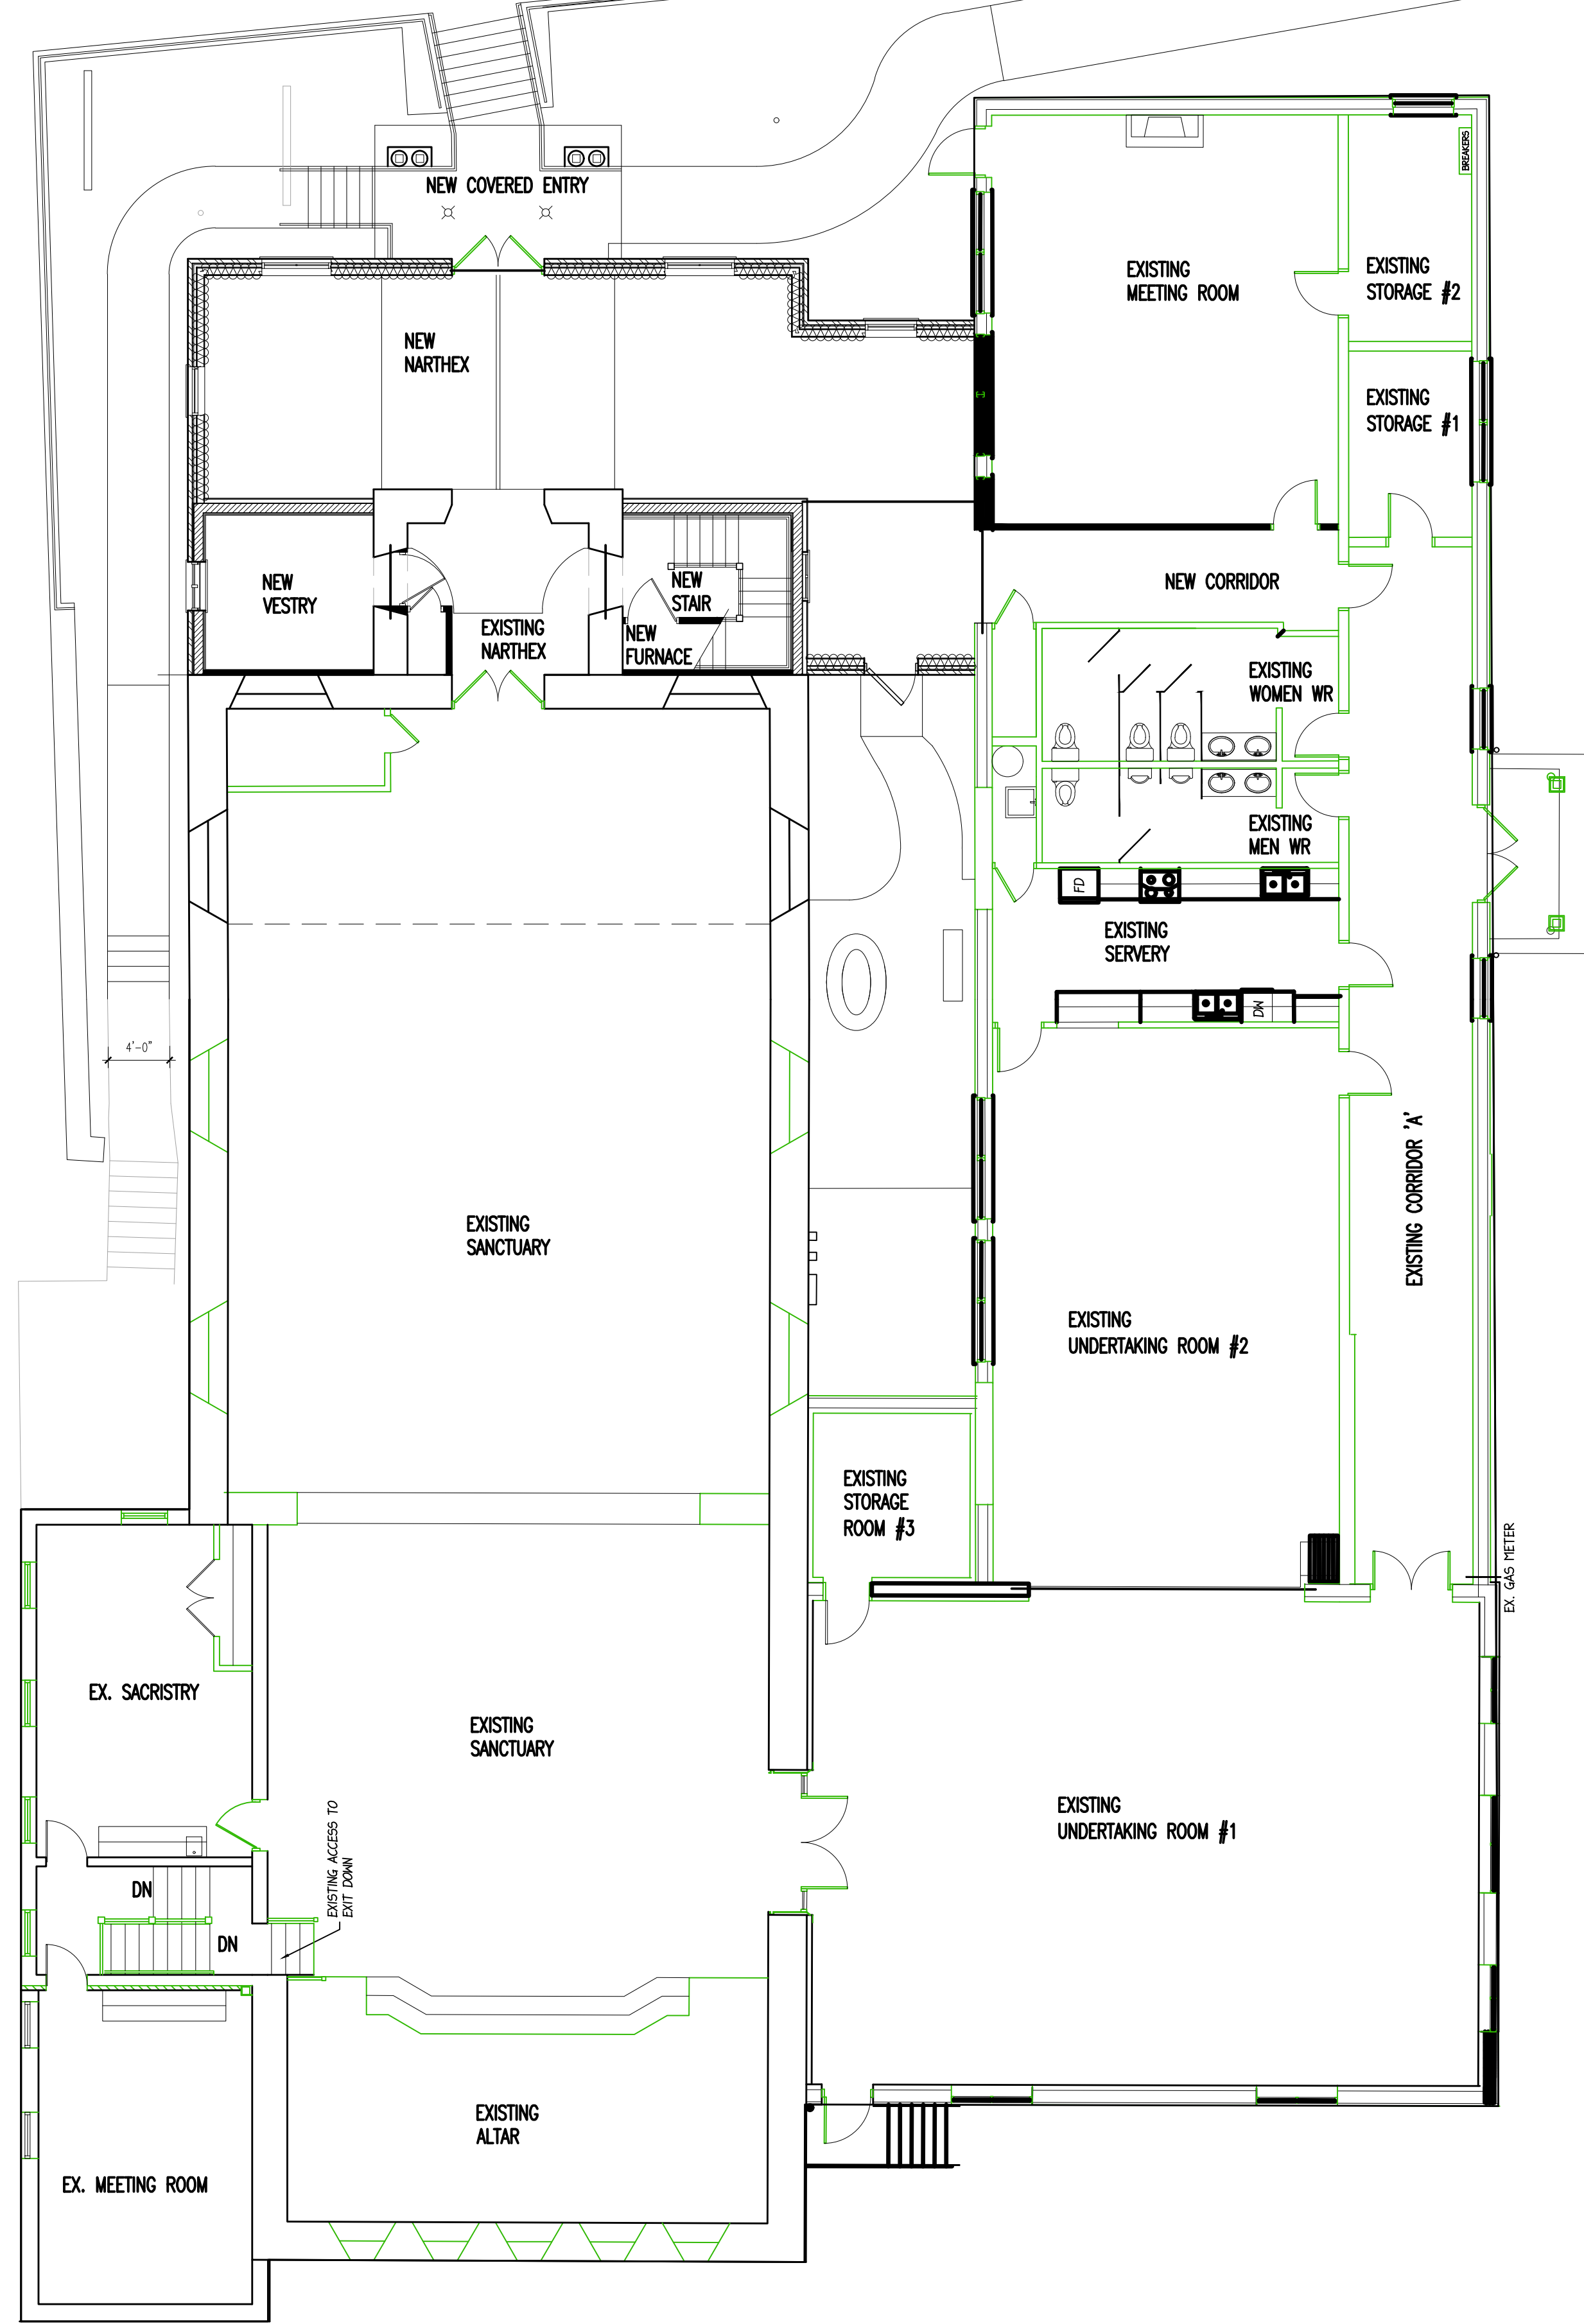 NEW COVERED ENTRY
BREAKERS
EXISTING
MEETING ROOM
EXISTING
STORAGE #2
NEW
NARTHEX
EXISTING
STORAGE #1
NEW
VESTRY
EXISTING
NARTHEX
NEW
STAIR
NEW
FURNACE
NEW CORRIDOR
EXISTING
WOMEN WR
EXISTING
MEN WR
FD
EXISTING
SERVERY
DW
4'-0"
EXISTING CORRIDOR 'A'
EXISTING
SANCTUARY
EXISTING
UNDERTAKING ROOM #2
EXISTING
STORAGE
ROOM #3
EX. GAS METER
EX. SACRISTRY
EXISTING
SANCTUARY
EXISTING
UNDERTAKING ROOM #1
EXISTING ACCESS TO
EXIT DOWN
DN
DN
EXISTING
ALTAR
EX. MEETING ROOM